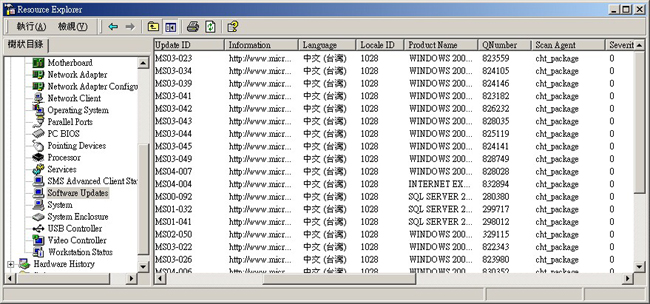 Resource Explorer
執行(A) 檢視(V)
樹狀目錄
Motherboard
Network Adapter
Network Adapter Configu
Network Client
Operating System
Parallel Ports
PC BIOS
Pointing Devices
Processor
Services
SMS Advanced Client Sta
Software Updates
System
System Enclosure
USB Controller
Video Controller
Workstation Status
Hardware History
Update ID Information Language Locale ID Product Name QNumber Scan Agent Severit
MS03-023 http://www.micr... 中文 (台灣) 1028 WINDOWS 200... 823559 cht_package 0
MS03-034 http://www.micr... 中文 (台灣) 1028 WINDOWS 200... 824105 cht_package 0
MS03-039 http://www.micr... 中文 (台灣) 1028 WINDOWS 200... 824146 cht_package 0
MS03-041 http://www.micr... 中文 (台灣) 1028 WINDOWS 200... 823182 cht_package 0
MS03-042 http://www.micr... 中文 (台灣) 1028 WINDOWS 200... 826232 cht_package 0
MS03-043 http://www.micr... 中文 (台灣) 1028 WINDOWS 200... 828035 cht_package 0
MS03-044 http://www.micr... 中文 (台灣) 1028 WINDOWS 200... 825119 cht_package 0
MS03-045 http://www.micr... 中文 (台灣) 1028 WINDOWS 200... 824141 cht_package 0
MS03-049 http://www.micr... 中文 (台灣) 1028 WINDOWS 200... 828749 cht_package 0
MS04-007 http://www.micr... 中文 (台灣) 1028 WINDOWS 200... 828028 cht_package 0
MS04-004 http://www.micr... 中文 (台灣) 1028 INTERNET EX... 832894 cht_package 0
MS00-092 http://www.micr... 中文 (台灣) 1028 SQL SERVER 2... 280380 cht_package 0
MS01-032 http://www.micr... 中文 (台灣) 1028 SQL SERVER 2... 299717 cht_package 0
MS01-041 http://www.micr... 中文 (台灣) 1028 SQL SERVER 2... 298012 cht_package 0
MS02-050 http://www.micr... 中文 (台灣) 1028 WINDOWS 200... 329115 cht_package 0
MS03-022 http://www.micr... 中文 (台灣) 1028 WINDOWS 200... 822343 cht_package 0
MS03-026 http://www.micr... 中文 (台灣) 1028 WINDOWS 200... 823980 cht_package 0
MS04-006 http://www.micr... 中文 (台灣) 1028 WINDOWS 200... 830352 cht_package 0